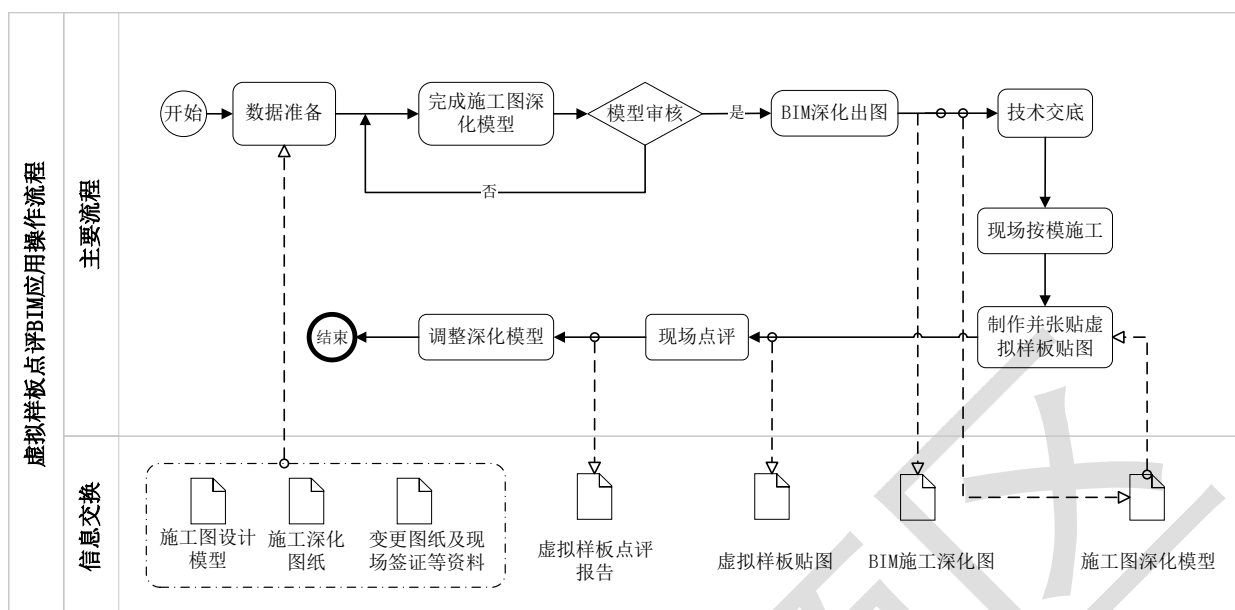 虚拟样板点评BIM应用操作流程
主要流程
开始
数据准备
完成施工图深
化模型
模型审核
是
BIM深化出图
技术交底
否
现场按模施工
结束
调整深化模型
现场点评
制作并张贴虚
拟样板贴图
信息交换
施工图设计
模型
施工深化
图纸
变更图纸及现
场签证等资料
虚拟样板点评
报告
虚拟样板贴图
BIM施工深化图
施工图深化模型